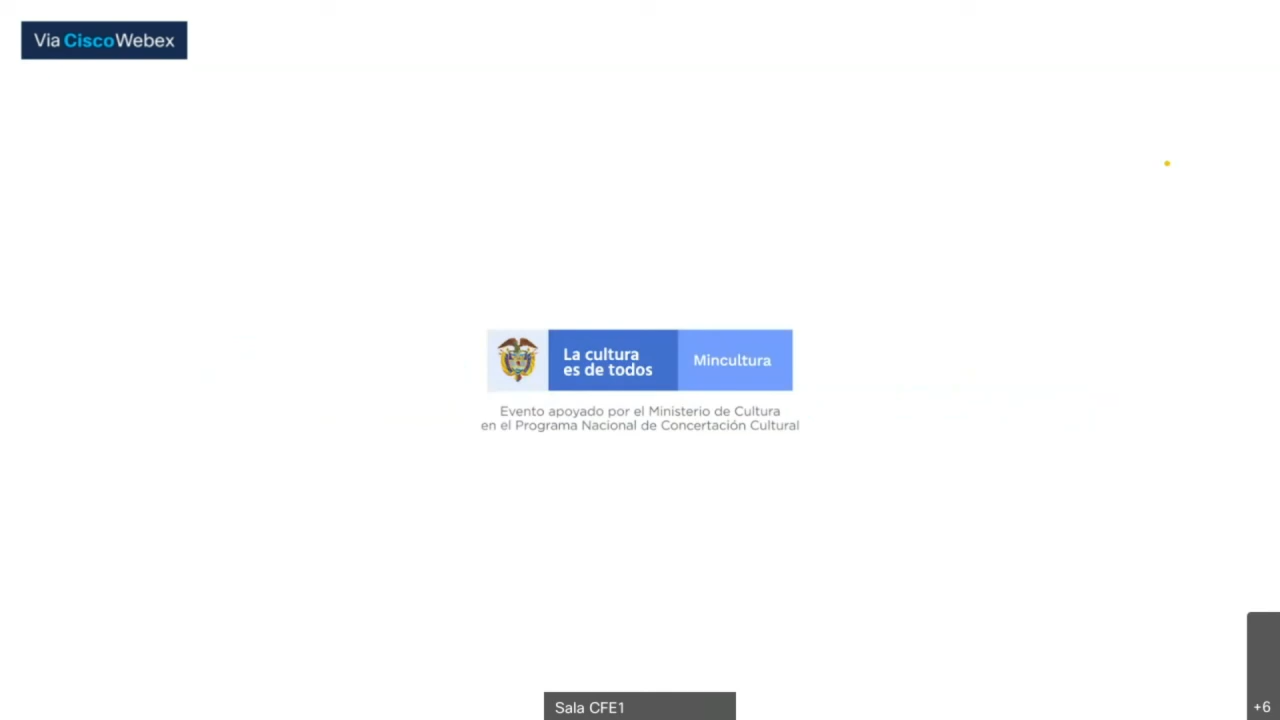 Via CiscoWebex
La cultura
es de todos
Mincultura
Evento apoyado por el Ministerio de Cultura
en el Programa Nacional de Concertación Cultural
Sala CFE1
+6